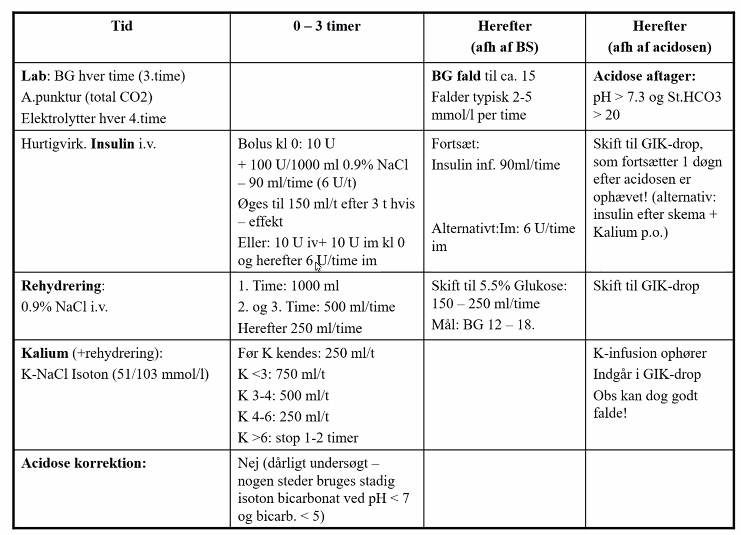 Tid
0 – 3 timer
Herefter
(afh af BS)
Herefter
(afh af acidosen)
Lab: BG hver time (3.time)
A.punktur (total CO2)
Elektrolytter hver 4.time
BG fald til ca. 15
Falder typisk 2-5
mmol/l per time
Acidose aftager:
pH > 7.3 og St.HCO3
> 20
Hurtigvirk. Insulin i.v.
Bolus kl 0: 10 U
+ 100 U/1000 ml 0.9% NaCl
– 90 ml/time (6 U/t)
Øges til 150 ml/t efter 3 t hvis
– effekt
Eller: 10 U iv+ 10 U im kl 0
og herefter 6 U/time im
Fortsæt:
Insulin inf. 90ml/time
Alternativt:Im: 6 U/time
im
Skift til GIK-drop,
som fortsætter 1 døgn
efter acidosen er
ophævet! (alternativ:
insulin efter skema +
Kalium p.o.)
Rehydrering:
0.9% NaCl i.v.
1. Time: 1000 ml
2. og 3. Time: 500 ml/time
Herefter 250 ml/time
Skift til 5.5% Glukose:
150 – 250 ml/time
Mål: BG 12 – 18.
Skift til GIK-drop
Kalium (+rehydrering):
K-NaCl Isoton (51/103 mmol/l)
Før K kendes: 250 ml/t
K <3: 750 ml/t
K 3-4: 500 ml/t
K 4-6: 250 ml/t
K >6: stop 1-2 timer
K-infusion ophører
Indgår i GIK-drop
Obs kan dog godt
falde!
Acidose korrektion:
Nej (dårligt undersøgt –
nogen steder bruges stadig
isoton bicarbonat ved pH < 7
og bicarb. < 5)